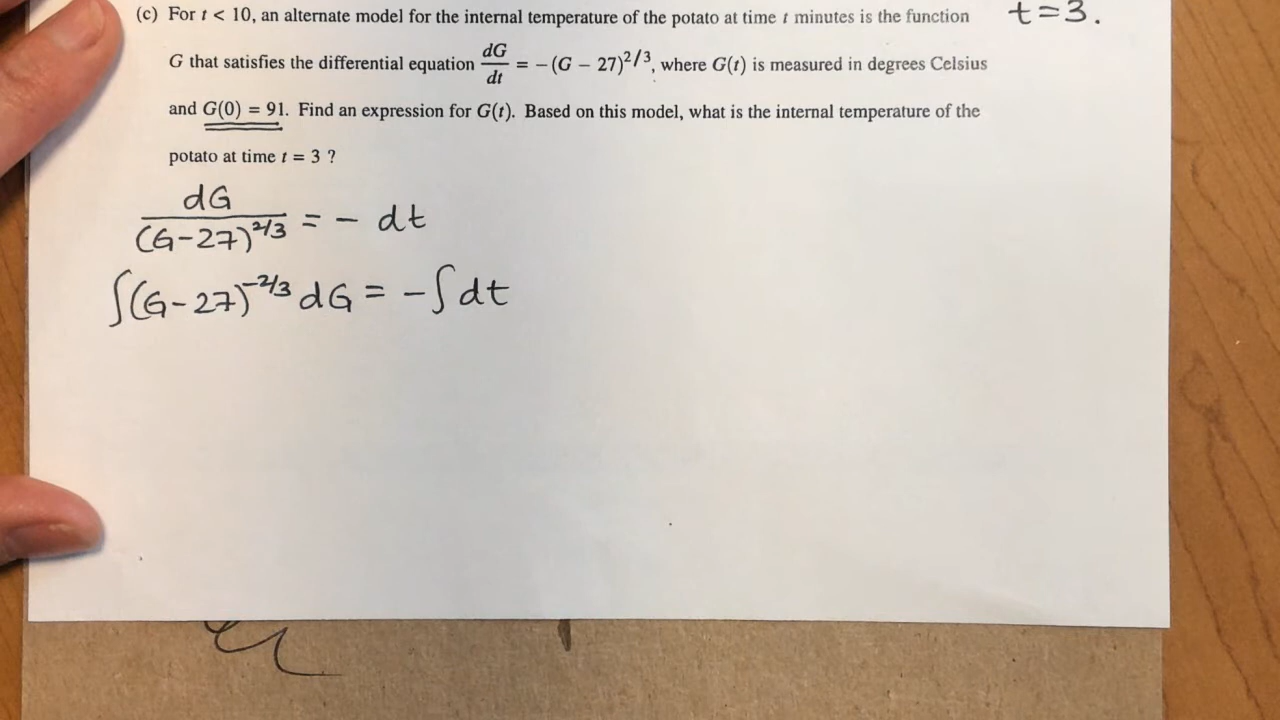 (c) For t < 10, an alternate model for the internal temperature of the potato at time t minutes is the function t=3.
G that satisfies the differential equation dG/dt = −(G − 27)^2/3, where G(t) is measured in degrees Celsius
and G(0) = 91. Find an expression for G(t). Based on this model, what is the internal temperature of the
potato at time t = 3 ?
dG/(G-27)^2/3 = - dt
∫(G-27)^-2/3 dG = -∫dt